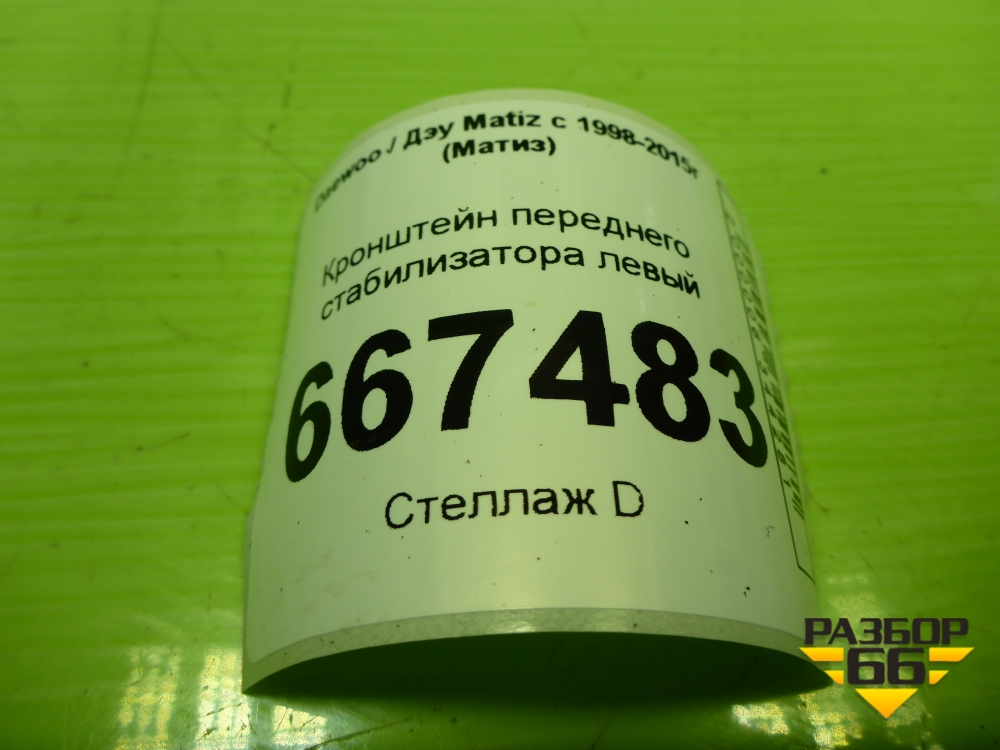 Daewoo / Дэу Matiz с 1998-2015г
(Матиз)
Кронштейн переднего
стабилизатора левый
667483
Стеллаж D
РАЗБОР
66